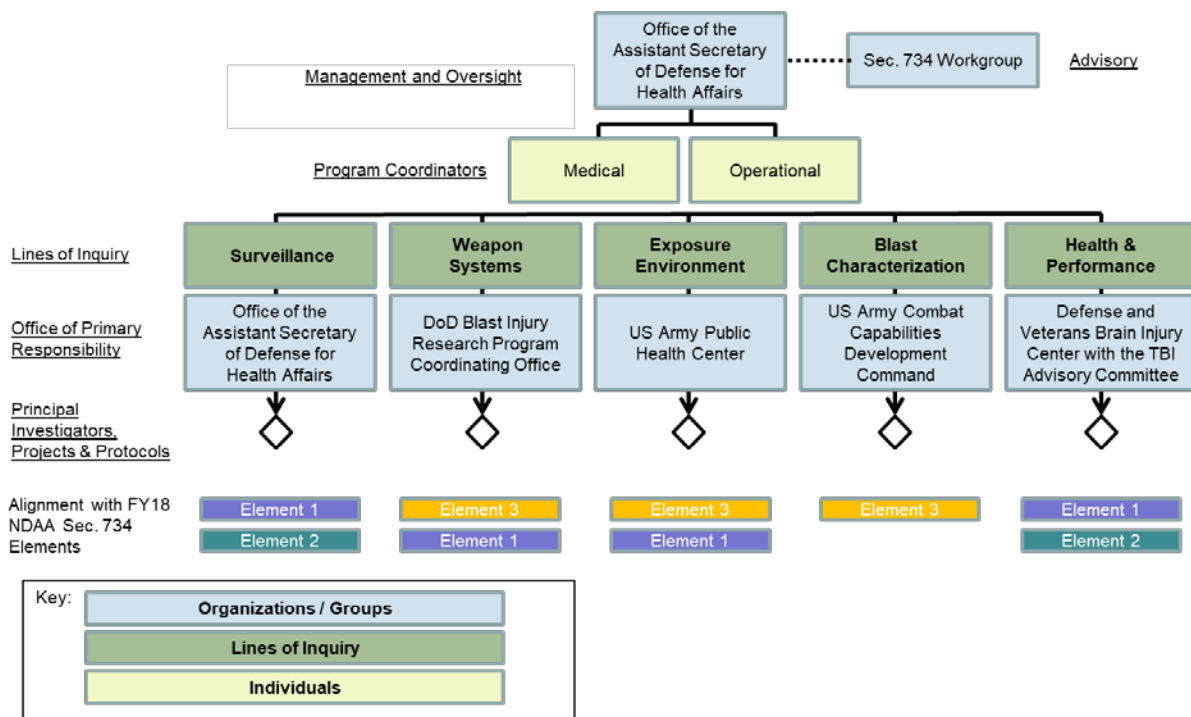 Office of the
Assistant Secretary
of Defense for
Health Affairs
Sec. 734 Workgroup
Advisory
Management and Oversight
Program Coordinators
Medical
Operational
Lines of Inquiry
Surveillance
Weapon
Systems
Exposure
Environment
Blast
Characterization
Health &
Performance
Office of Primary
Responsibility
Office of the
Assistant Secretary
of Defense for
Health Affairs
DoD Blast Injury
Research Program
Coordinating Office
US Army Public
Health Center
US Army Combat
Capabilities
Development
Command
Defense and
Veterans Brain Injury
Center with the TBI
Advisory Committee
Principal
Investigators,
Projects & Protocols
Alignment with FY18
NDAA Sec. 734
Elements
Element 1
Element 3
Element 3
Element 3
Element 1
Element 2
Element 1
Element 1
Element 2
Key:
Organizations / Groups
Lines of Inquiry
Individuals